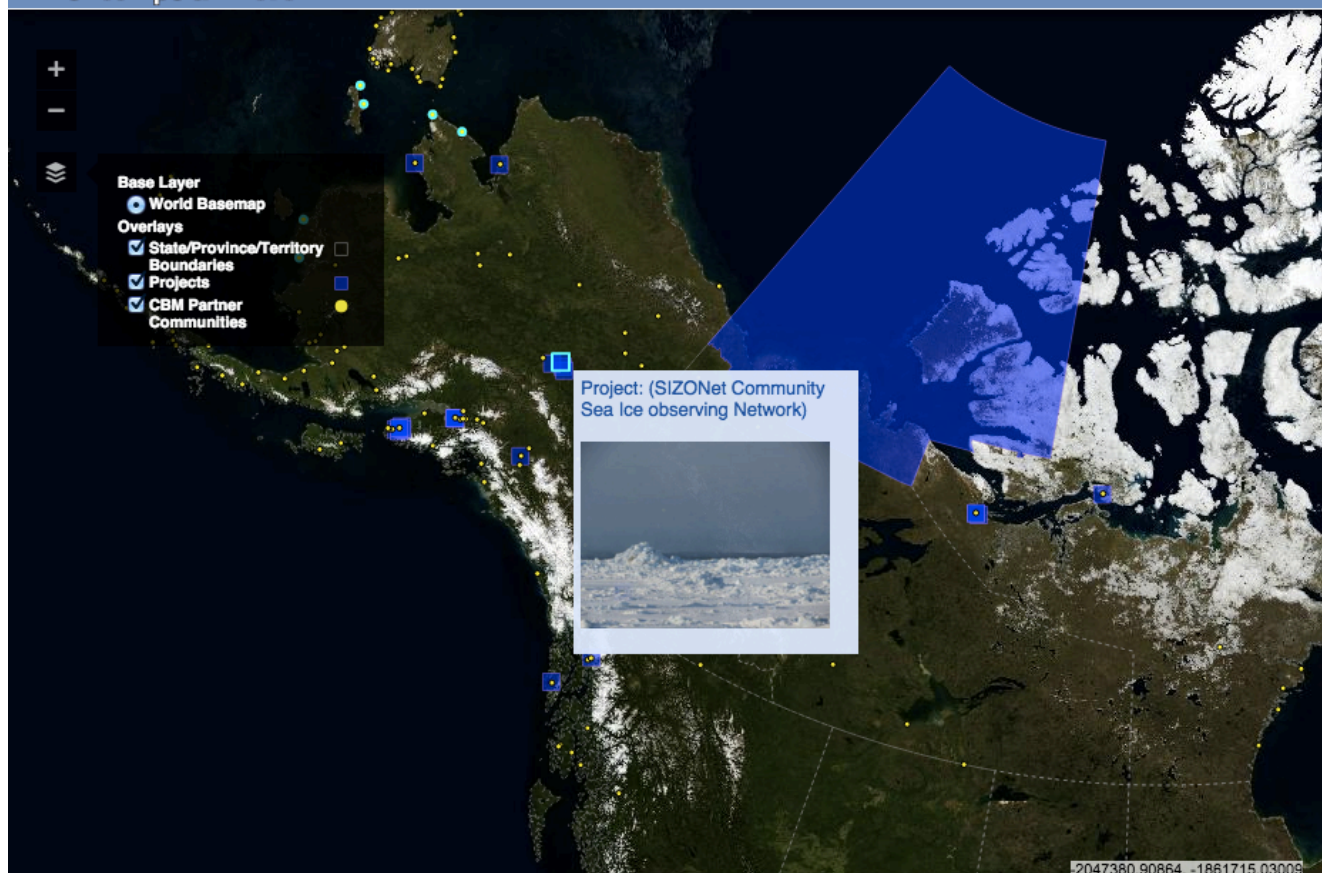 Base Layer
World Basemap
Overlays
State/Province/Territory
Boundaries
Projects
CBM Partner
Communities
Project: (SIZONet Community
Sea Ice observing Network)
-2047380.90864, -1861715.03009